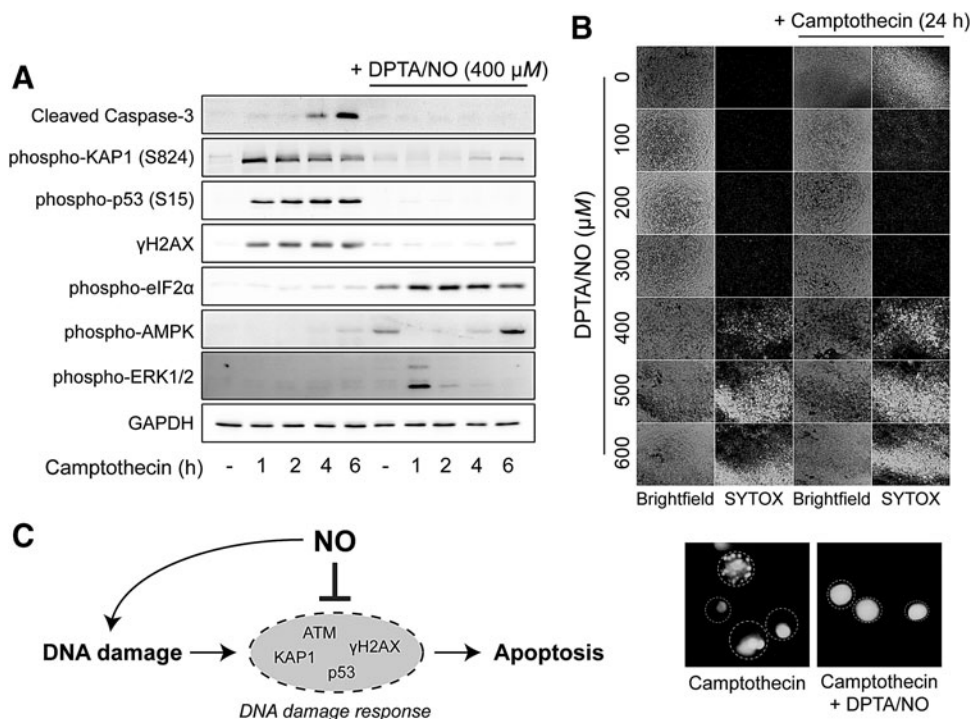 A
+ DPTA/NO (400 μM)
Cleaved Caspase-3
phospho-KAP1 (S824)
phospho-p53 (S15)
γH2AX
phospho-eIF2α
phospho-AMPK
phospho-ERK1/2
GAPDH
Camptothecin (h) - 1 2 4 6 - 1 2 4 6
B
+ Camptothecin (24 h)
DPTA/NO (μM)
0
100
200
300
400
500
600
Brightfield SYTOX Brightfield SYTOX
C
NO
DNA damage
ATM
KAP1 γH2AX
p53
Apoptosis
DNA damage response
Camptothecin
Camptothecin
+ DPTA/NO